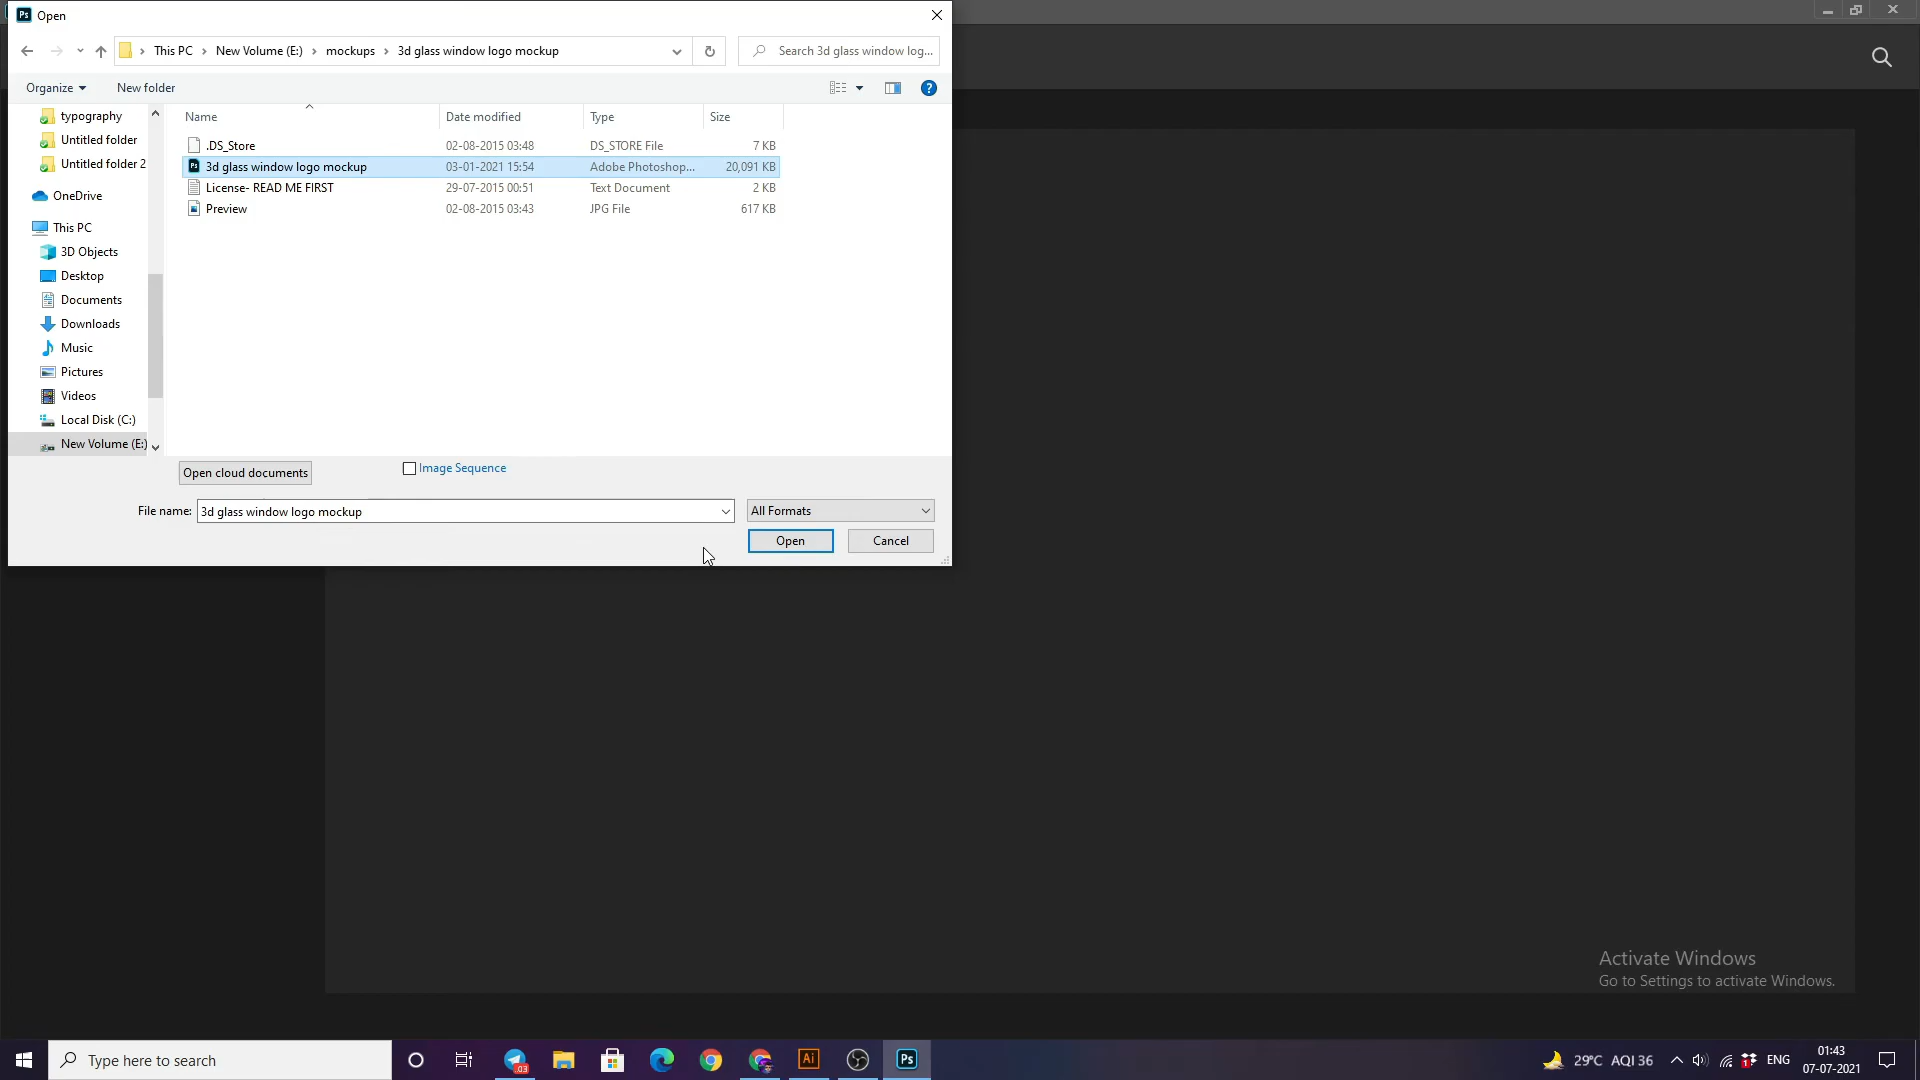 Ps Open
This PC New Volume (E:) mockups 3d glass window logo mockup Search 3d glass window log...
Organize New folder
typography
Untitled folder
Untitled folder 2
OneDrive
This PC
3D Objects
Desktop
Documents
Downloads
Music
Pictures
Videos
Local Disk (C:)
New Volume (E:)
Name Date modified Type Size
.DS_Store 02-08-2015 03:48 DS_STORE File 7 KB
3d glass window logo mockup 03-01-2021 15:54 Adobe Photoshop... 20,091 KB
License- READ ME FIRST 29-07-2015 00:51 Text Document 2 KB
Preview 02-08-2015 03:43 JPG File 617 KB
Open cloud documents Image Sequence
File name: 3d glass window logo mockup All Formats
Open Cancel
Activate Windows
Go to Settings to activate Windows.
Type here to search .03 Ai Ps 29°C AQI 36 1 ENG 01:43
07-07-2021